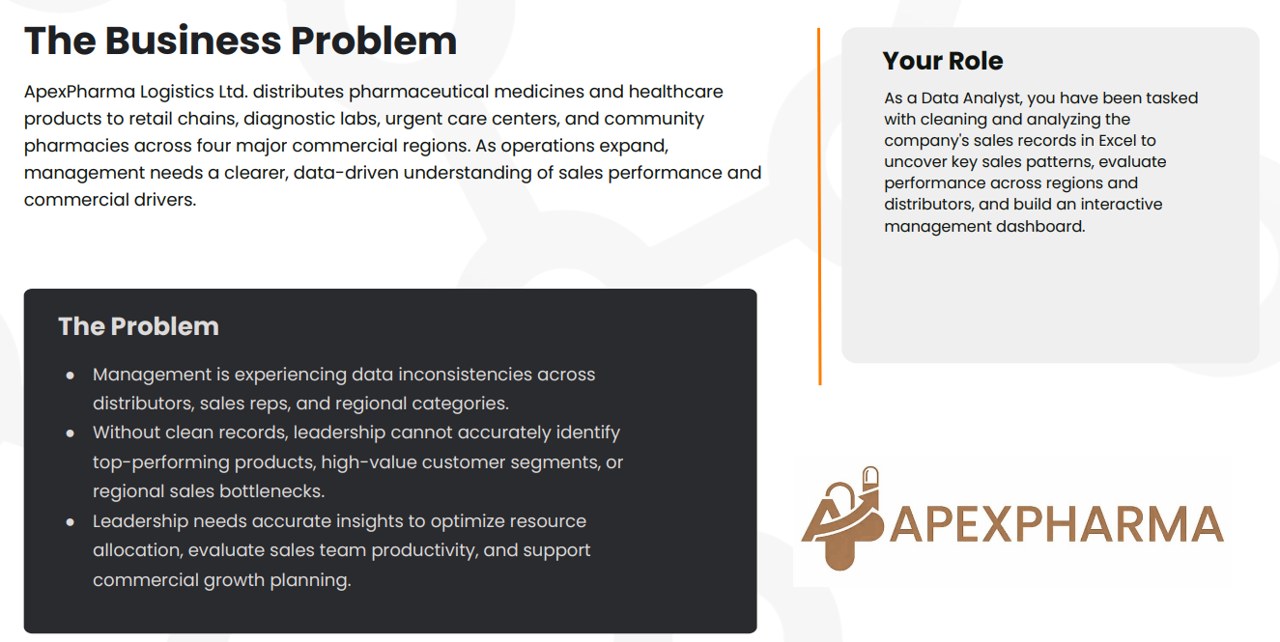 The Business Problem
ApexPharma Logistics Ltd. distributes pharmaceutical medicines and healthcare
products to retail chains, diagnostic labs, urgent care centers, and community
pharmacies across four major commercial regions. As operations expand,
management needs a clearer, data-driven understanding of sales performance and
commercial drivers.
The Problem
● Management is experiencing data inconsistencies across
distributors, sales reps, and regional categories.
● Without clean records, leadership cannot accurately identify
top-performing products, high-value customer segments, or
regional sales bottlenecks.
● Leadership needs accurate insights to optimize resource
allocation, evaluate sales team productivity, and support
commercial growth planning.
Your Role
As a Data Analyst, you have been tasked
with cleaning and analyzing the
company's sales records in Excel to
uncover key sales patterns, evaluate
performance across regions and
distributors, and build an interactive
management dashboard.
APEXPHARMA